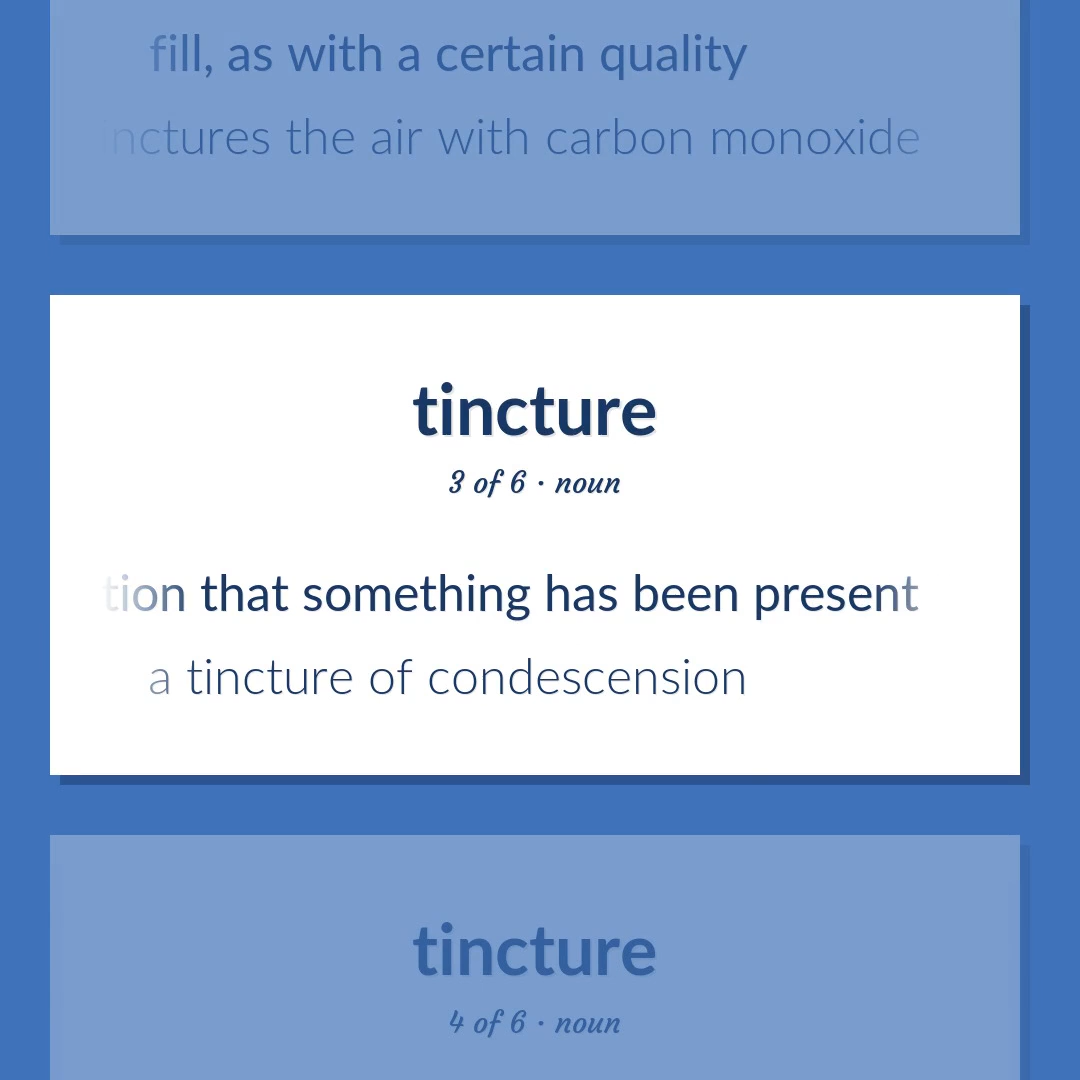 fill, as with a certain quality
inctures the air with carbon monoxide
tincture
3 of 6 · noun
tion that something has been present
a tincture of condescension
tincture
4 of 6 · noun